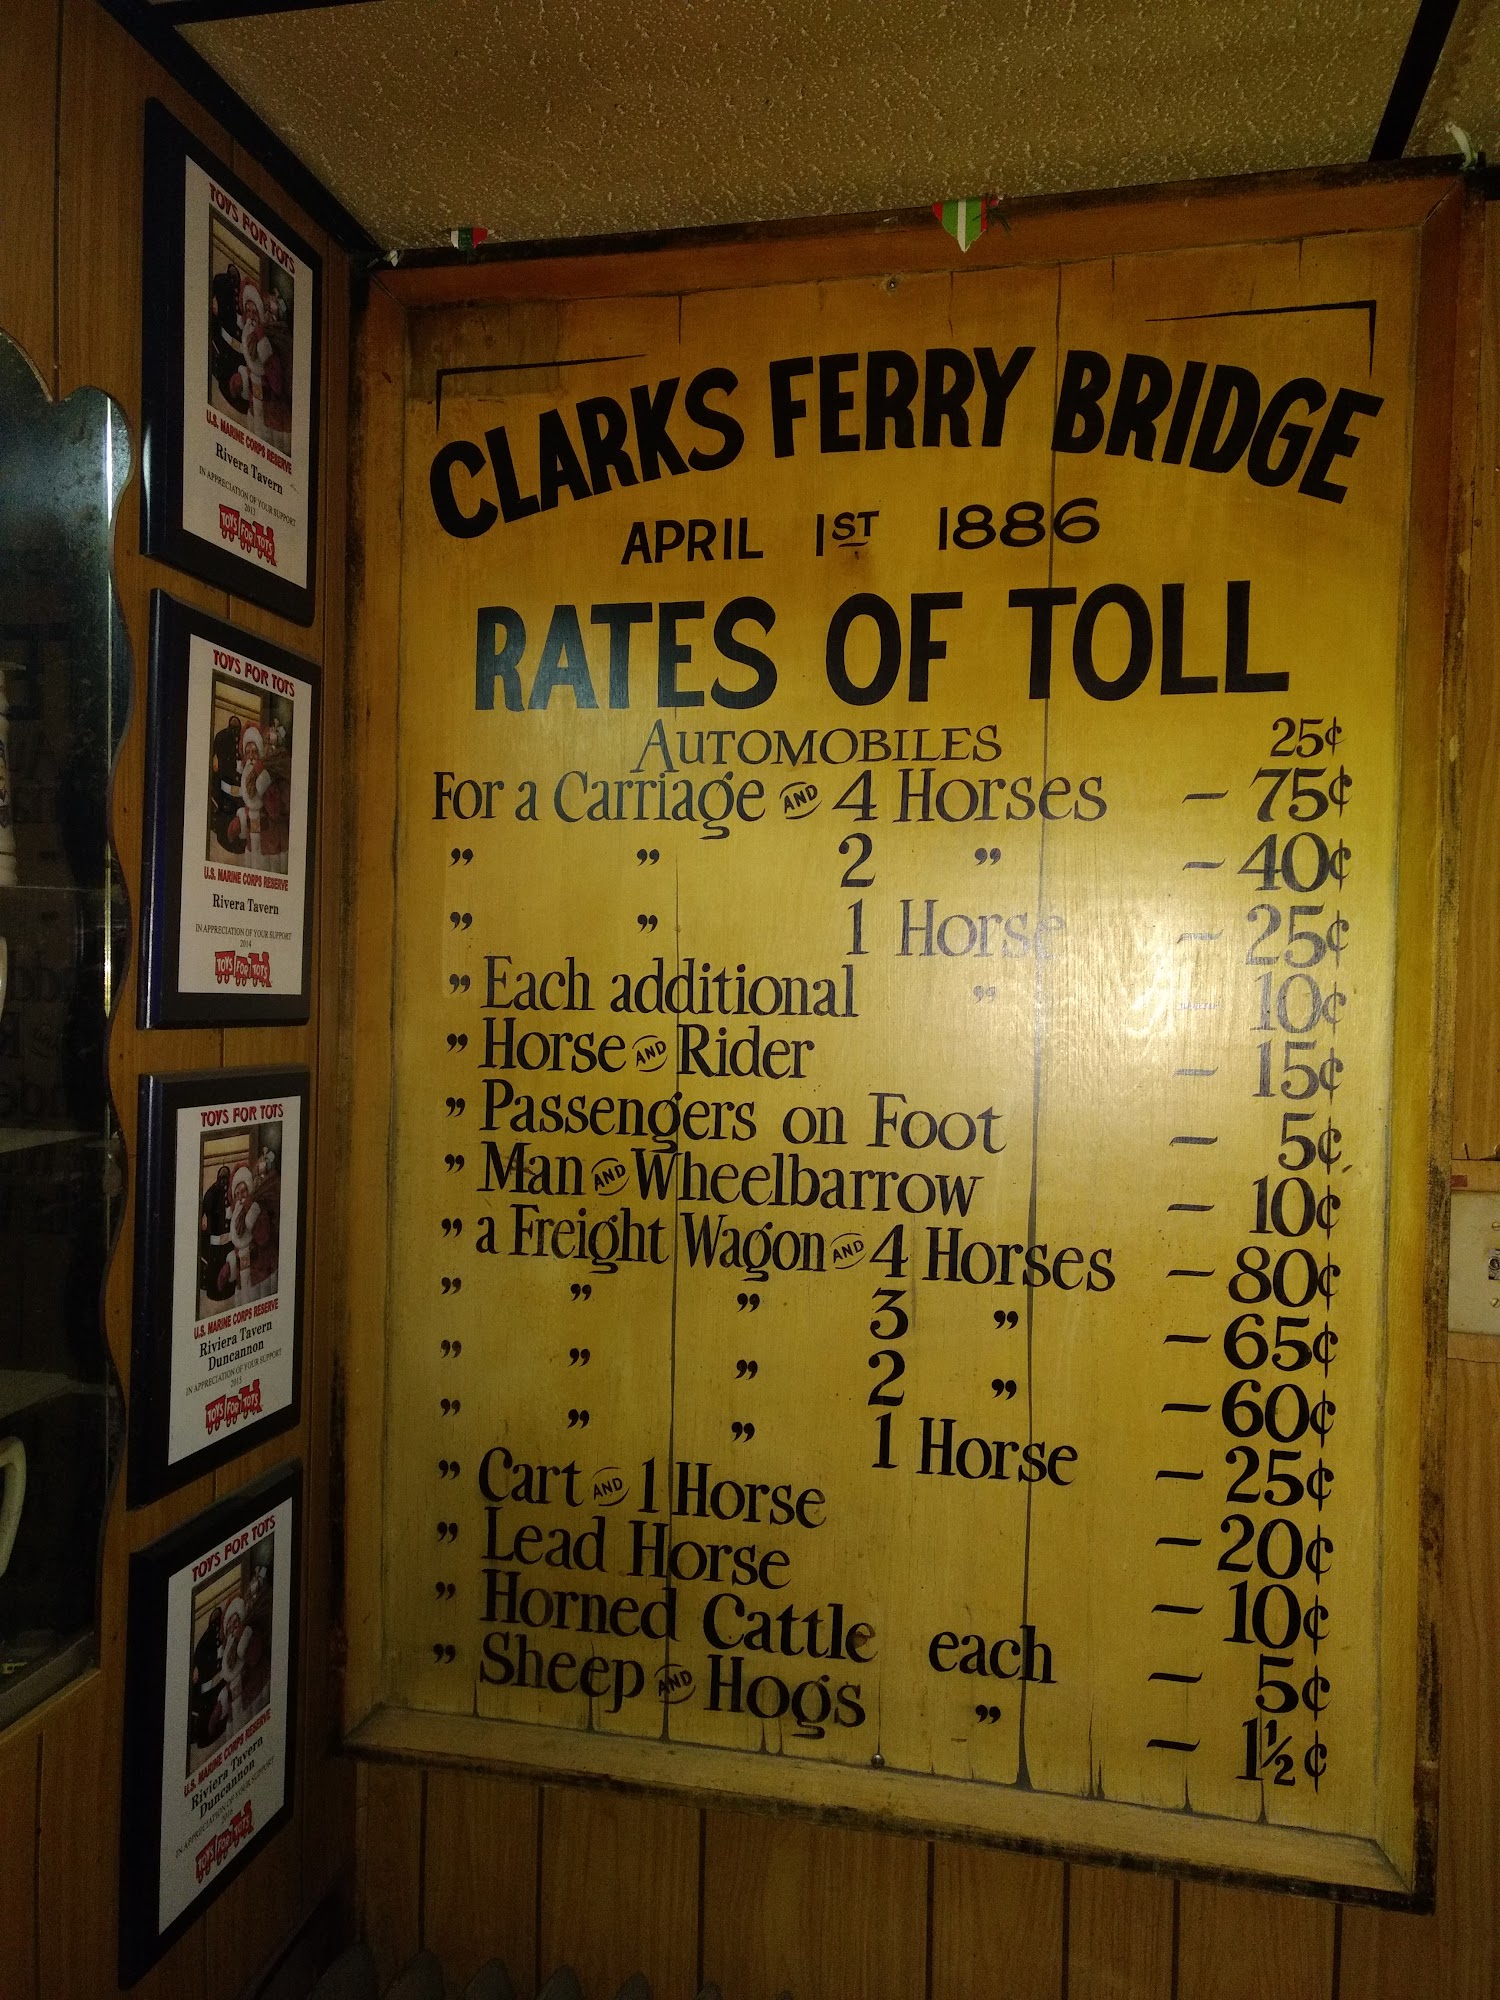 TOYS FOR TOTS
U.S. MARINE CORPS RESERVE
Rivera Tavern
IN APPRECIATION OF YOUR SUPPORT
2013
TOYS FOR TOTS
TOYS FOR TOTS
U.S. MARINE CORPS RESERVE
Rivera Tavern
IN APPRECIATION OF YOUR SUPPORT
2014
TOYS FOR TOTS
TOYS FOR TOTS
U.S. MARINE CORPS RESERVE
Riviera Tavern
Duncannon
IN APPRECIATION OF YOUR SUPPORT
2015
TOYS FOR TOTS
TOYS FOR TOTS
U.S. MARINE CORPS RESERVE
Riviera Tavern
Duncannon
IN APPRECIATION OF YOUR SUPPORT
TOYS FOR TOTS
CLARKS FERRY BRIDGE
APRIL 1ST 1886
RATES OF TOLL
AUTOMOBILES 25¢
For a Carriage AND 4 Horses - 75¢
" " 2 " - 40¢
" " 1 Horse - 25¢
" Each additional " - 10¢
" Horse AND Rider - 15¢
" Passengers on Foot - 5¢
" Man AND Wheelbarrow - 10¢
" a Freight Wagon AND 4 Horses - 80¢
" " " 3 " - 65¢
" " " 2 " - 60¢
" " " 1 Horse - 25¢
" Cart AND 1 Horse - 20¢
" Lead Horse - 10¢
" Horned Cattle each - 5¢
" Sheep AND Hogs " - 1½¢